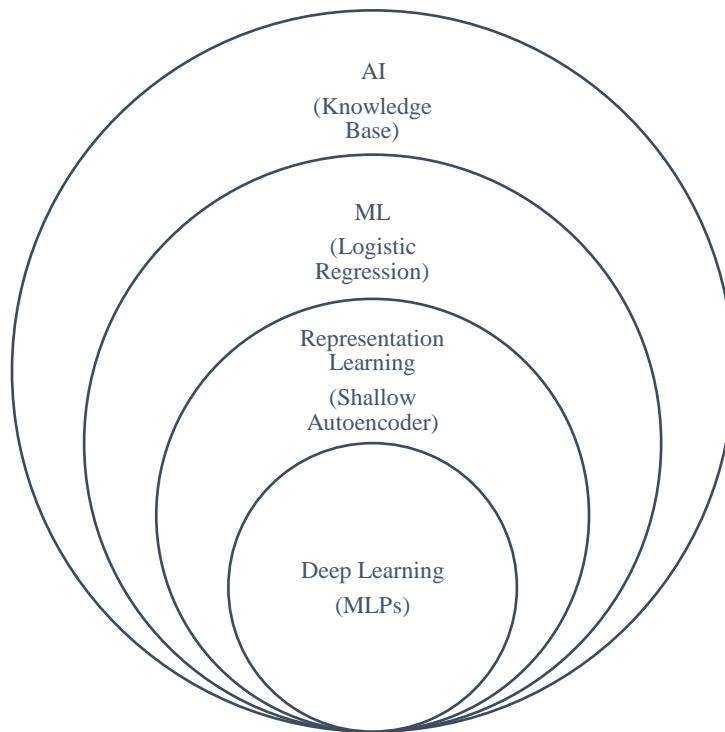 AI
(Knowledge
Base)
ML
(Logistic
Regression)
Representation
Learning
(Shallow
Autoencoder)
Deep Learning
(MLPs)